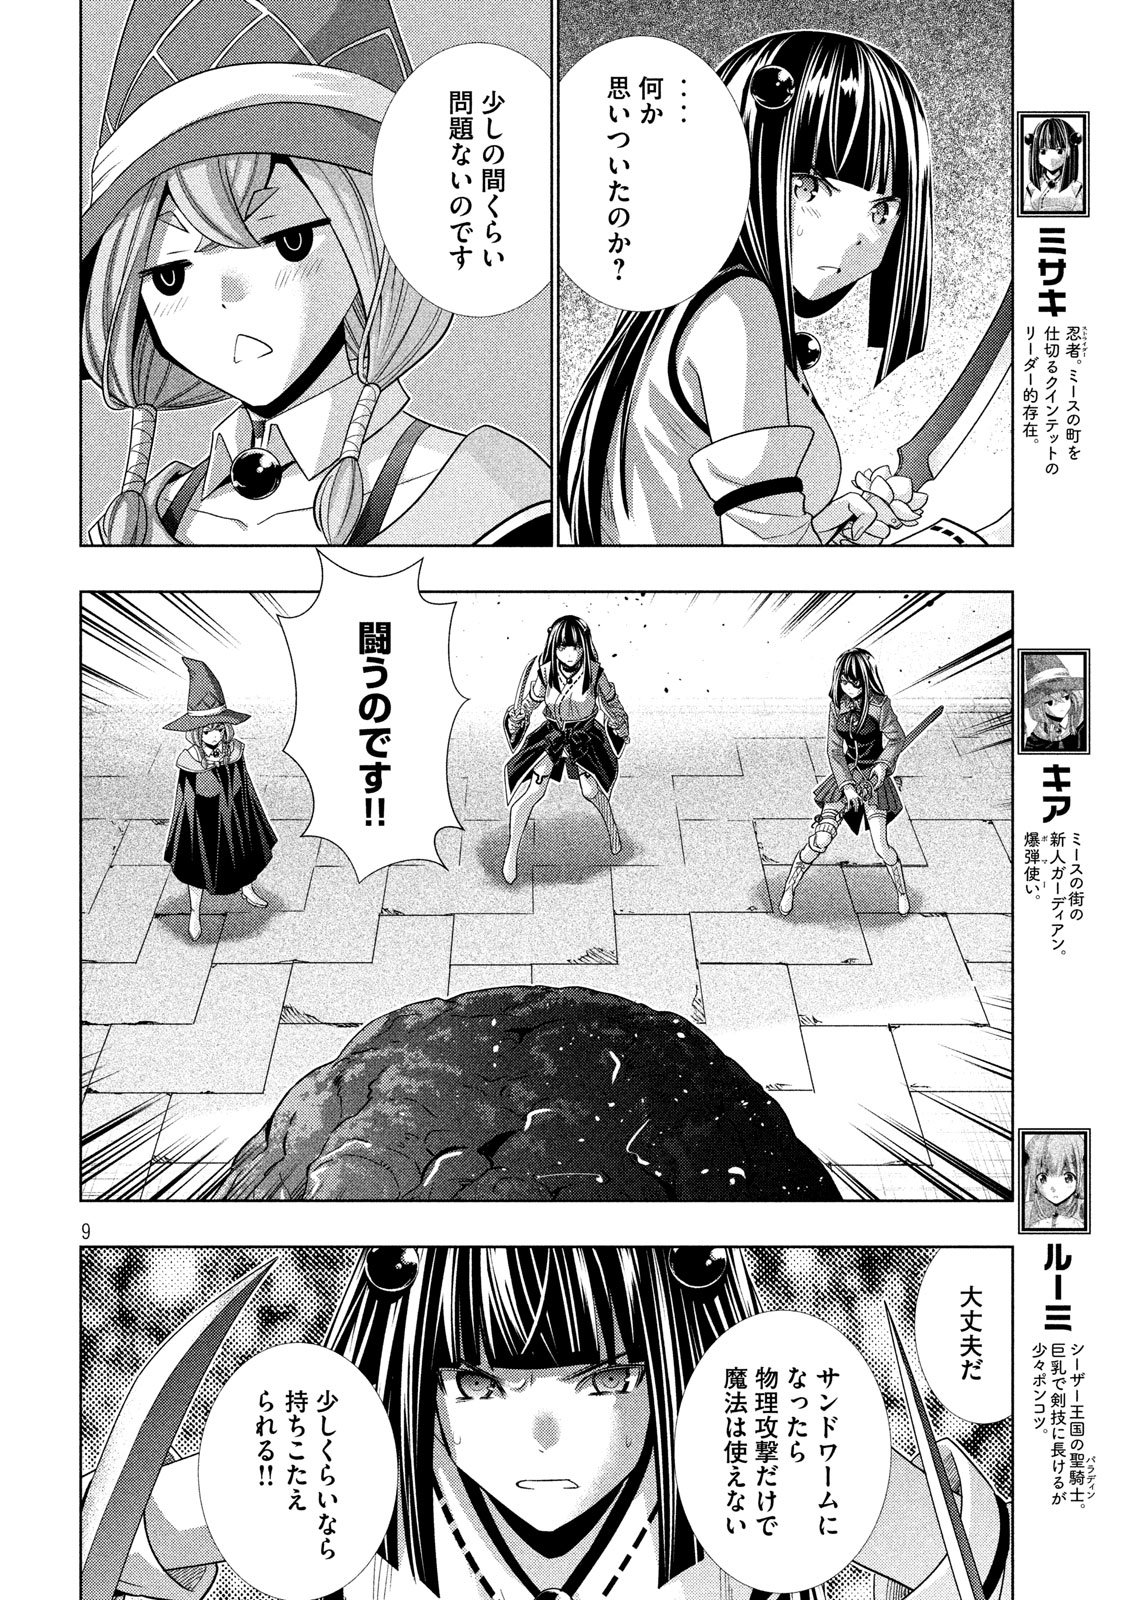 ‥‥
何か
思いついたのか？
少しの間くらい
問題ないのです
闘うのです!!
大丈夫だ
サンドワームに
なったら
物理攻撃だけで
魔法は使えない
少しくらいなら
持ちこたえ
られる!!
ミサキ
忍者。ミースの町を
ストライダー
仕切るクインテットの
リーダー的存在。
キア
ミースの街の
新人ガーディアン。
爆弾使い。
ボマー
ルーミ
シーザー王国の聖騎士。
パラディン
巨乳で剣技に長けるが
少々ポンコツ。
9